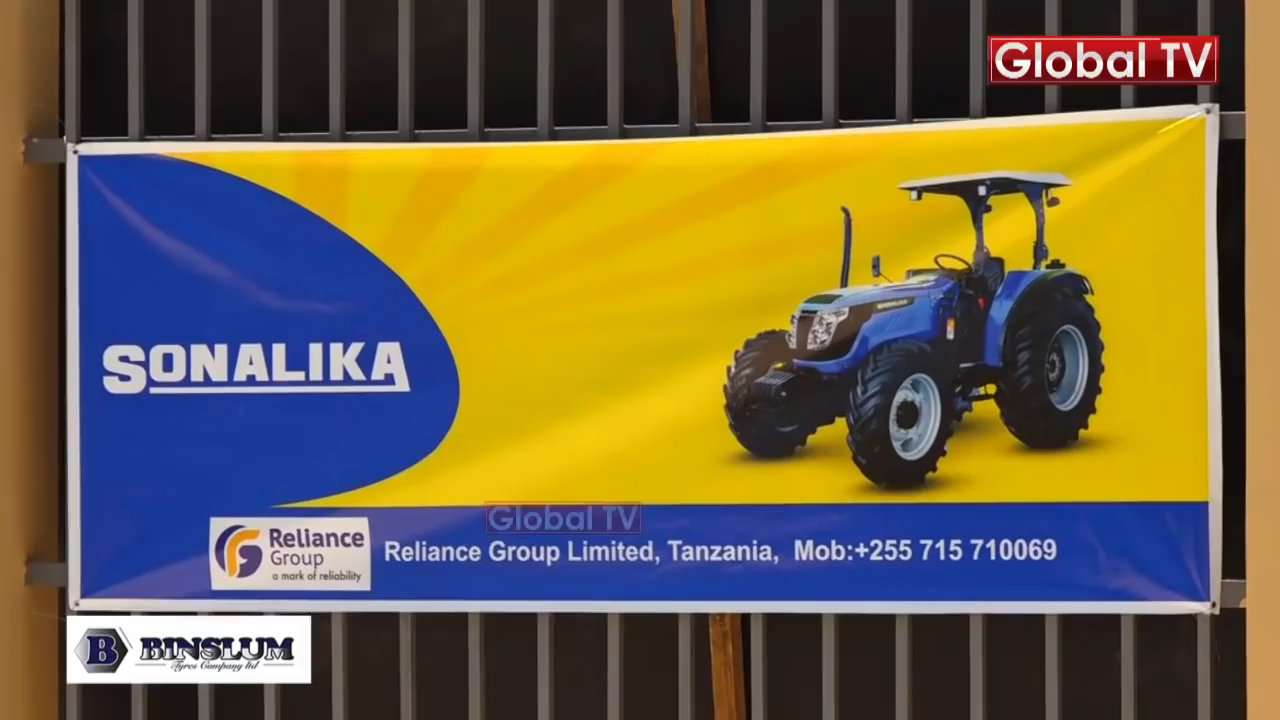 Global TV
SONALIKA
SONALIKA
Global TV
Reliance
Group
a mark of reliability
Reliance Group Limited, Tanzania, Mob:+255 715 710069
B BINSLUM
Tyres Company ltd